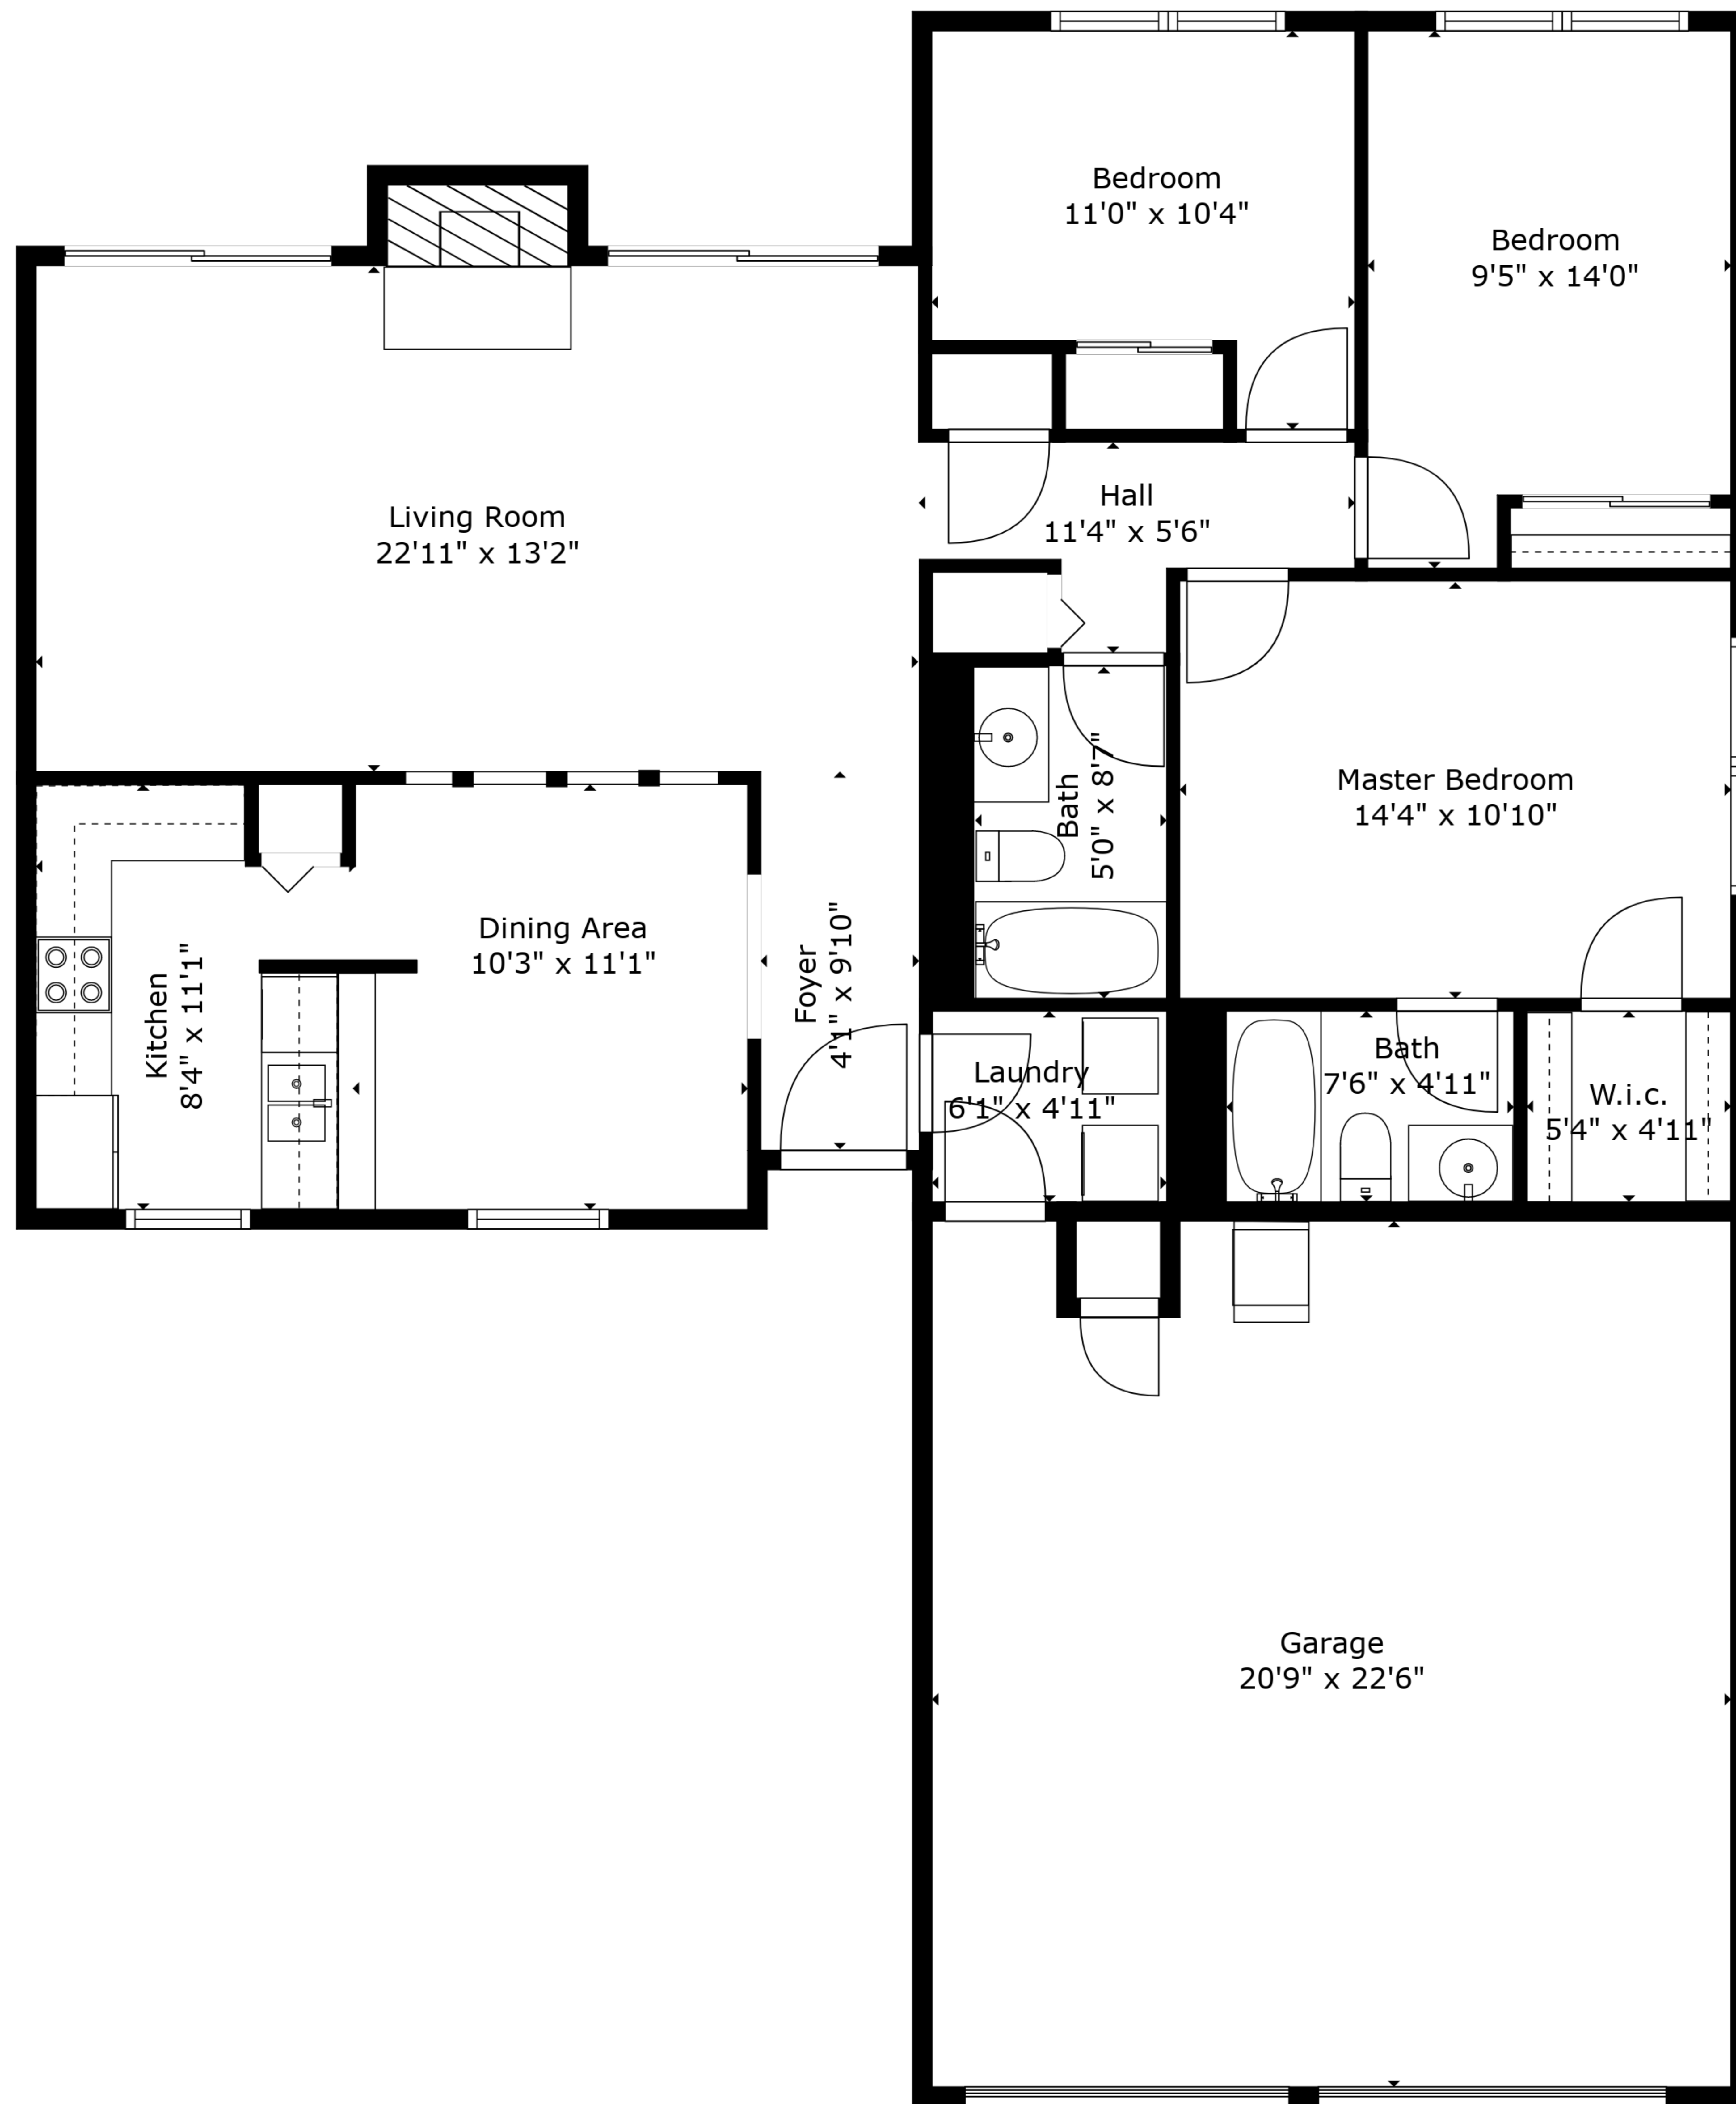 Bedroom
11'0" x 10'4"
Bedroom
9'5" x 14'0"
Living Room
22'11" x 13'2"
Hall
11'4" x 5'6"
Master Bedroom
14'4" x 10'10"
Bath
5'0" x 8'7"
Dining Area
10'3" x 11'1"
Kitchen
8'4" x 11'1"
Foyer
4'1" x 9'10"
Laundry
6'1" x 4'11"
Bath
7'6" x 4'11"
W.i.c.
5'4" x 4'11"
Garage
20'9" x 22'6"